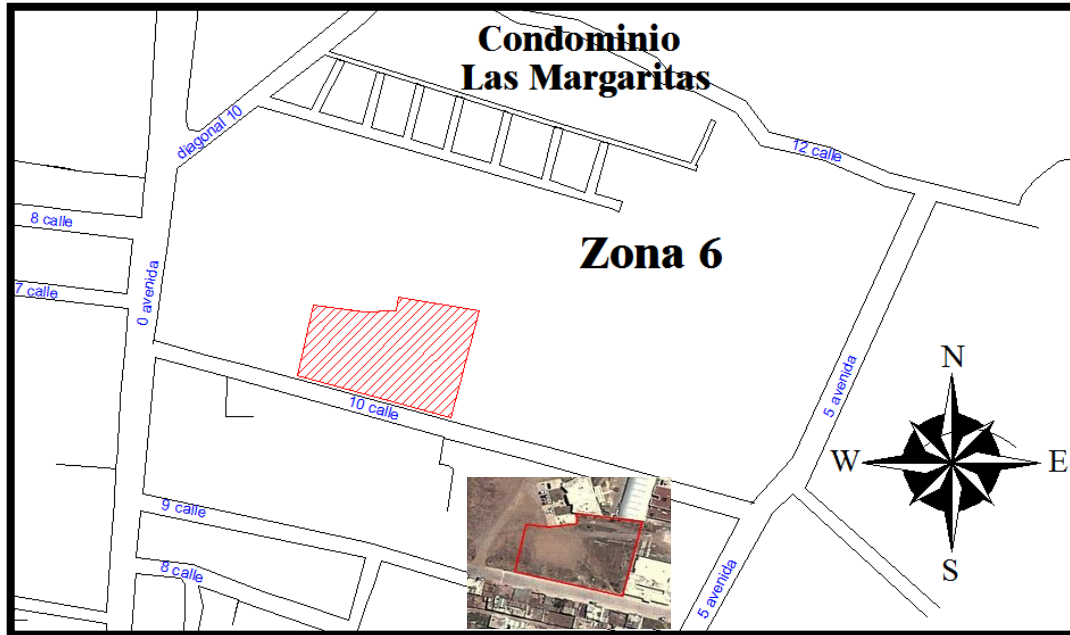 Condominio
Las Margaritas
diagonal 10
12 calle
8 calle
Zona 6
7 calle
0 avenida
5 avenida
N
10 calle
W
E
9 calle
8 calle
5 avenida
S